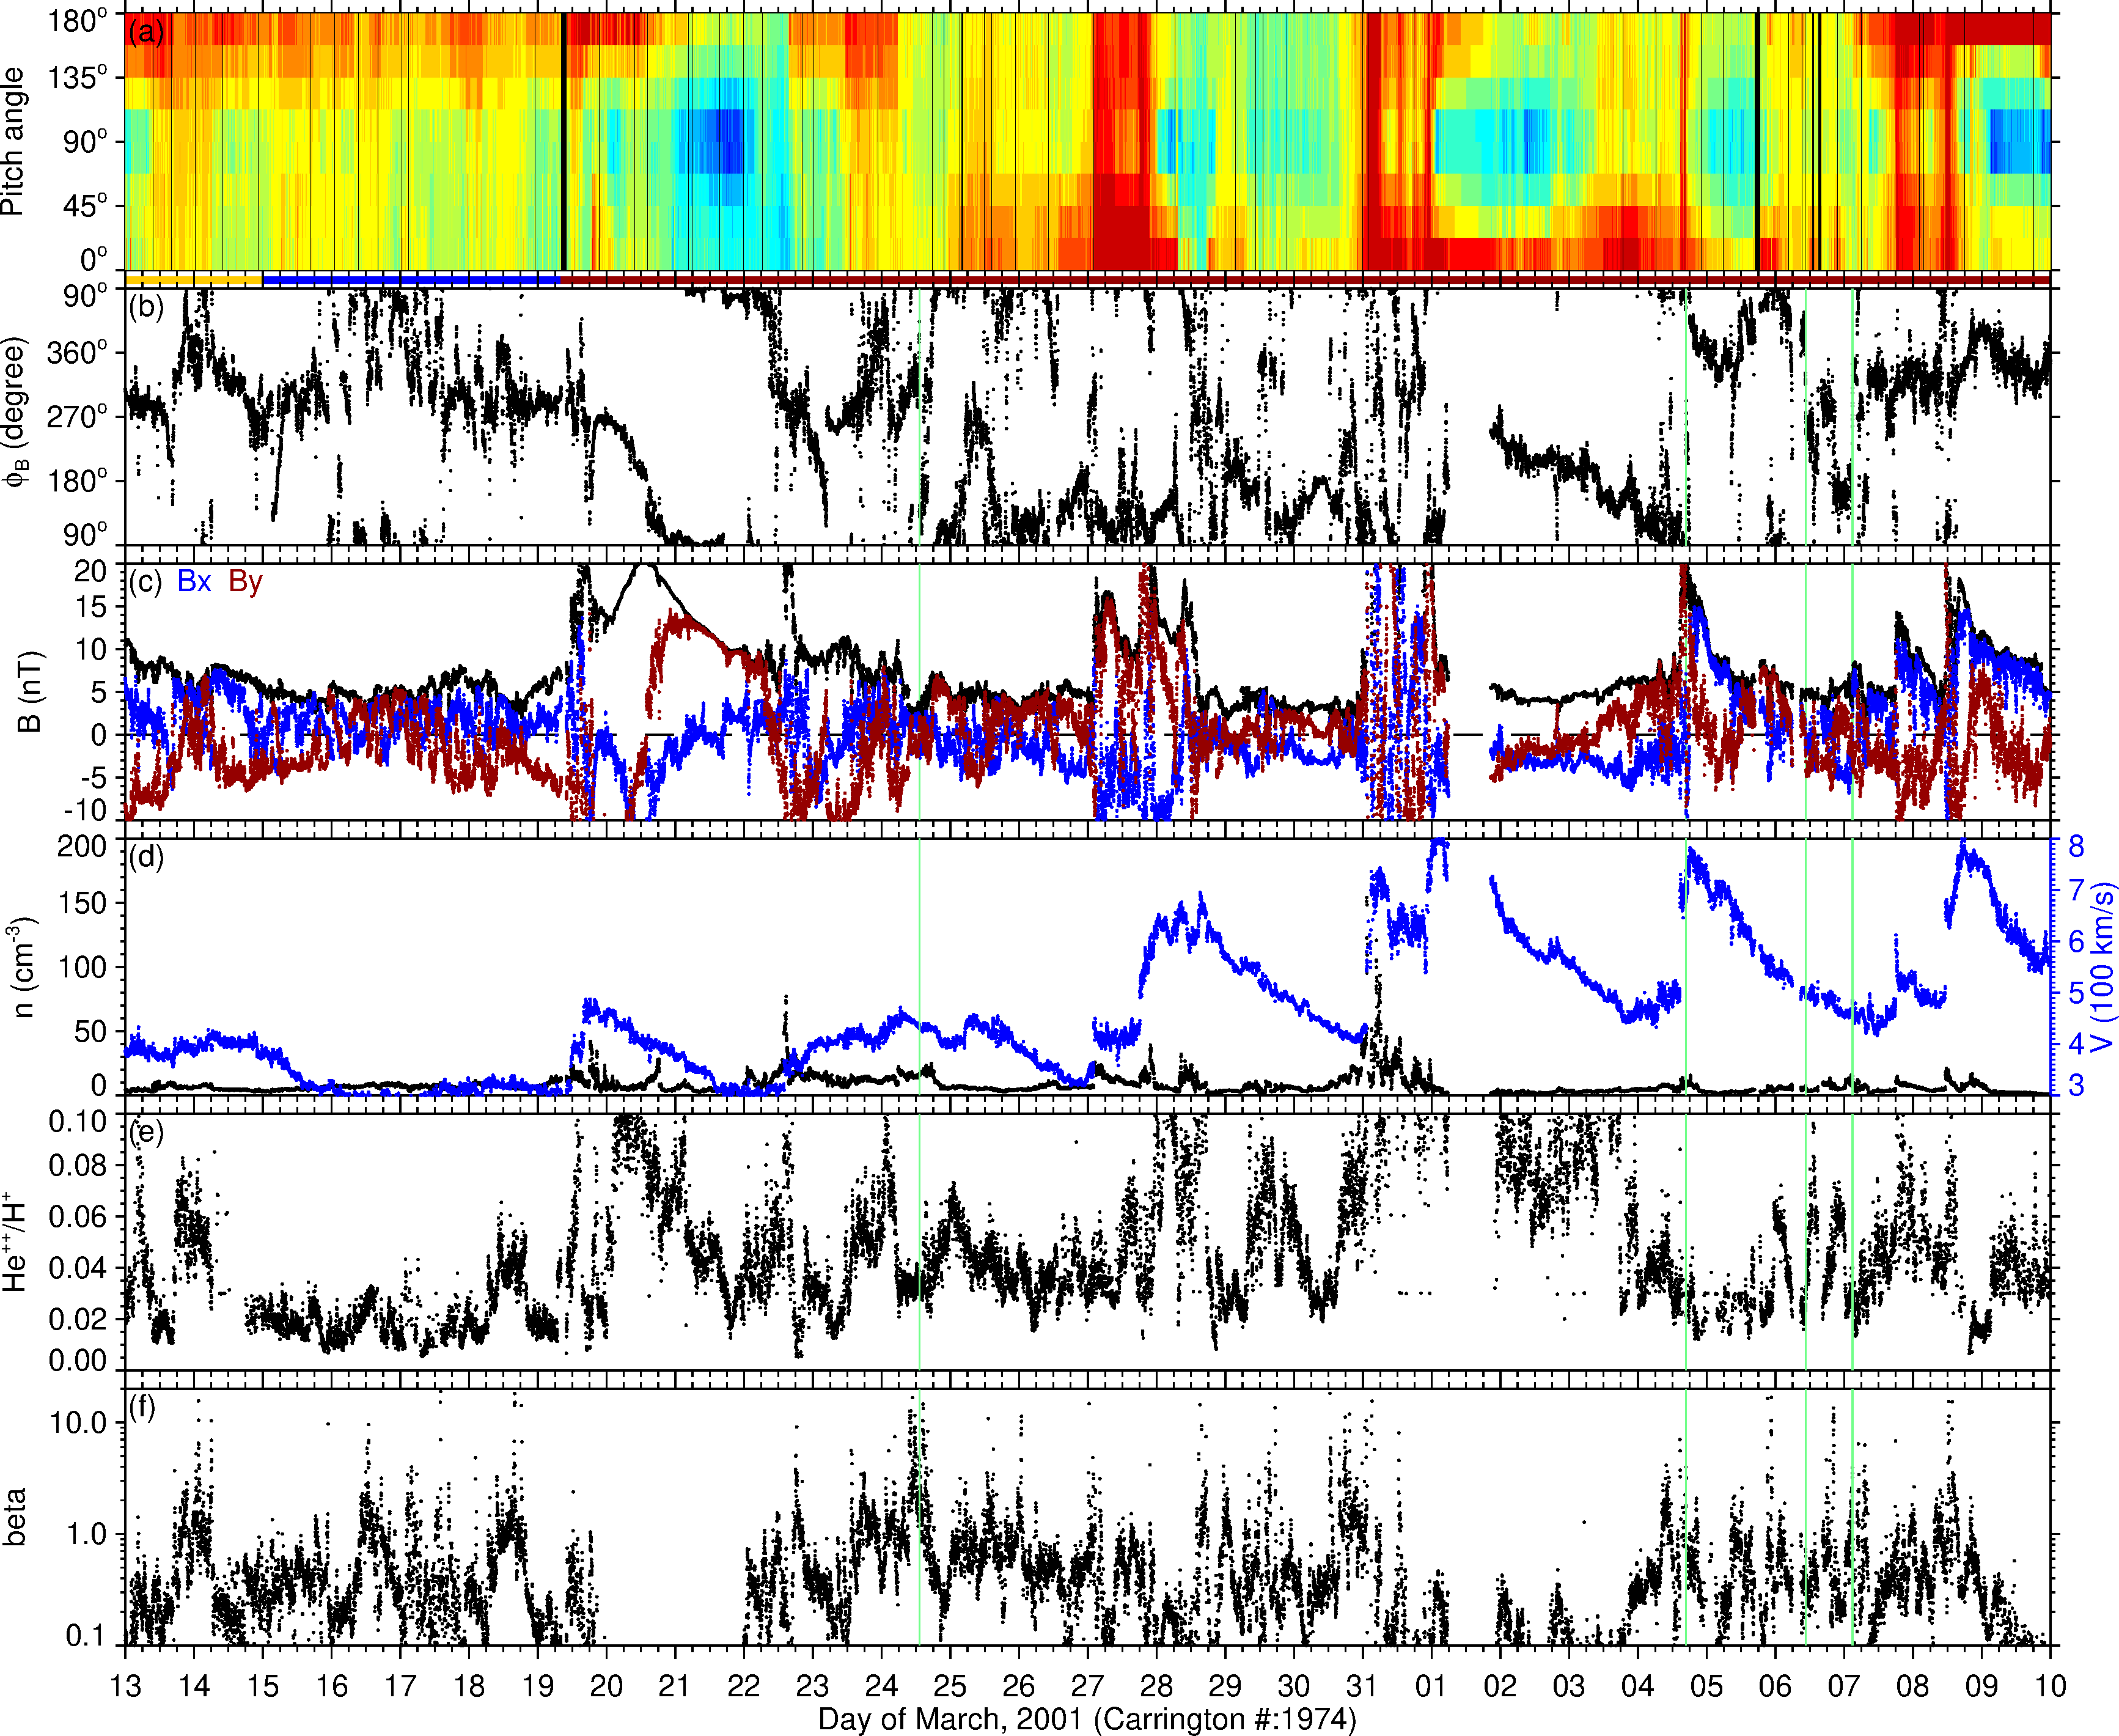 (a)
Pitch angle
180°
135°
90°
45°
0°
(b)
ϕB (degree)
90°
360°
270°
180°
90°
(c) Bx By
B (nT)
20
15
10
5
0
-5
-10
(d)
n (cm-3)
200
150
100
50
0
V (100 km/s)
8
7
6
5
4
3
(e)
He++/H+
0.10
0.08
0.06
0.04
0.02
0.00
(f)
beta
10.0
1.0
0.1
13 14 15 16 17 18 19 20 21 22 23 24 25 26 27 28 29 30 31 01 02 03 04 05 06 07 08 09 10
Day of March, 2001 (Carrington #:1974)